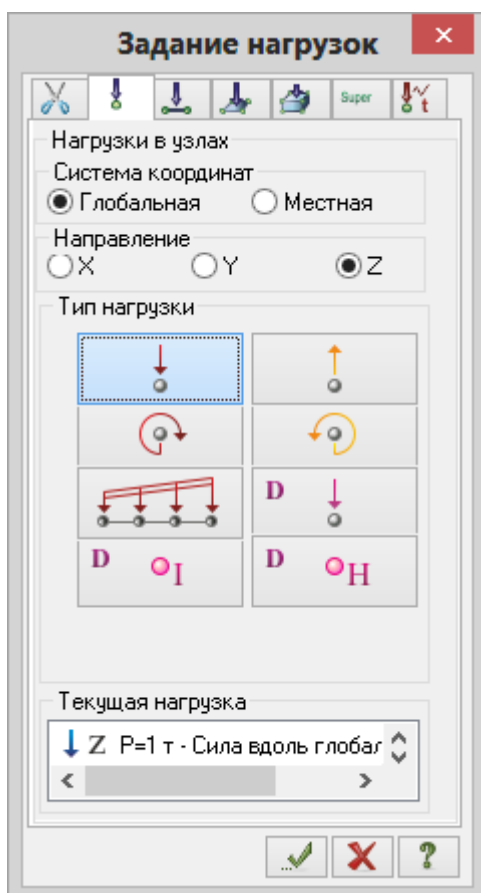 Задание нагрузок
Super t
Нагрузки в узлах
Система координат
Глобальная Местная
Направление
X Y Z
Тип нагрузки
D
D I D H
Текущая нагрузка
Z P=1 т - Сила вдоль глобал
?